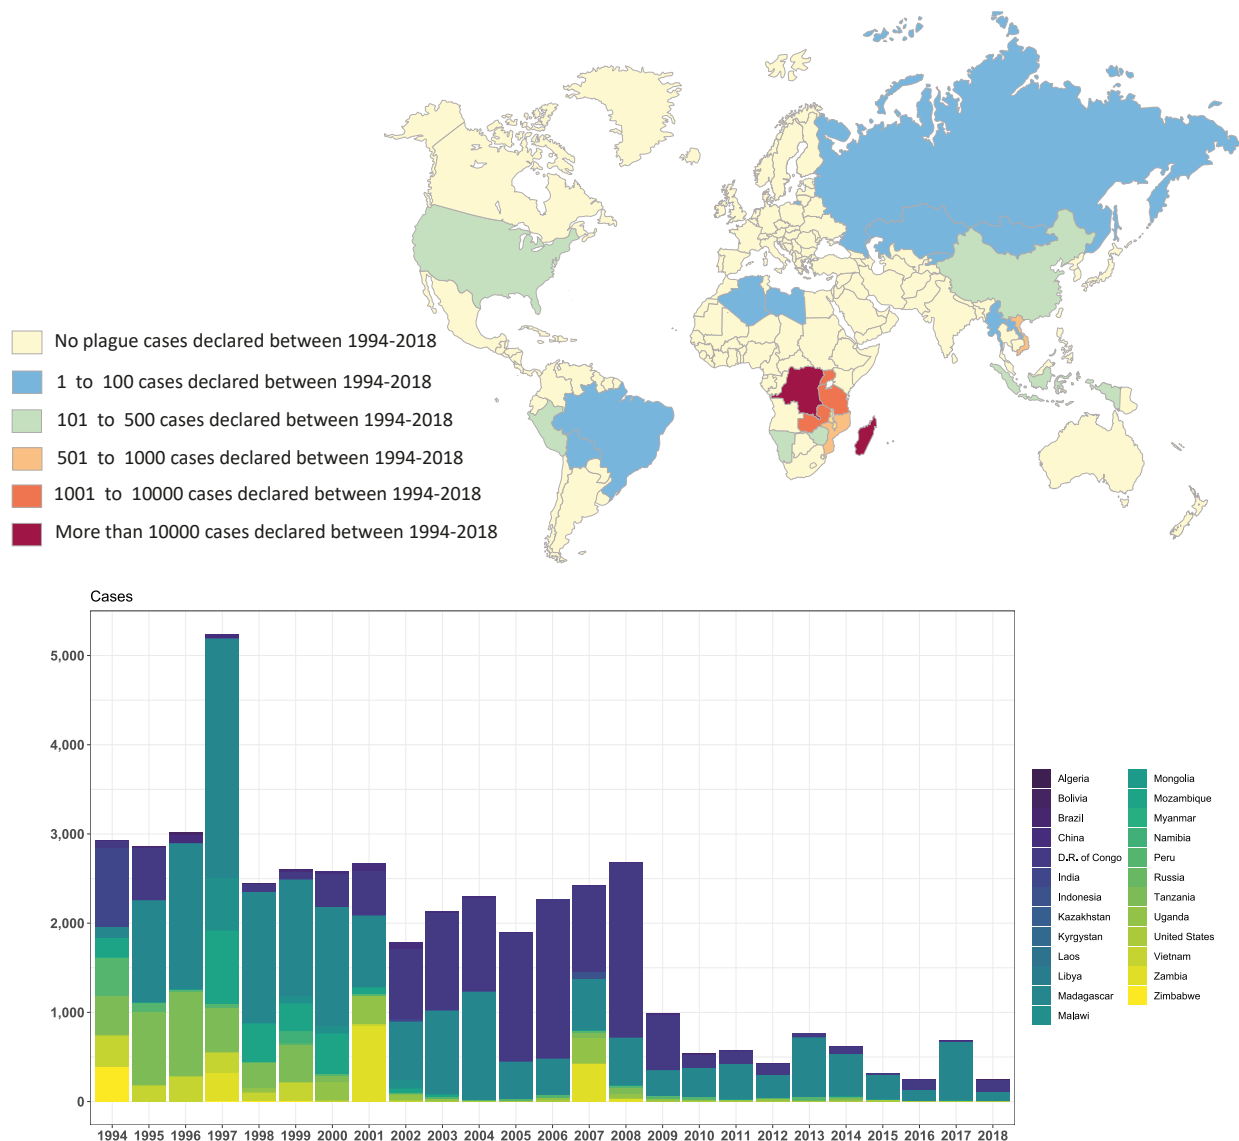 No plague cases declared between 1994-2018
1 to 100 cases declared between 1994-2018
101 to 500 cases declared between 1994-2018
501 to 1000 cases declared between 1994-2018
1001 to 10000 cases declared between 1994-2018
More than 10000 cases declared between 1994-2018
Cases
5,000
4,000
3,000
2,000
1,000
0
1994 1995 1996 1997 1998 1999 2000 2001 2002 2003 2004 2005 2006 2007 2008 2009 2010 2011 2012 2013 2014 2015 2016 2017 2018
Algeria
Bolivia
Brazil
China
D.R. of Congo
India
Indonesia
Kazakhstan
Kyrgystan
Laos
Libya
Madagascar
Malawi
Mongolia
Mozambique
Myanmar
Namibia
Peru
Russia
Tanzania
Uganda
United States
Vietnam
Zambia
Zimbabwe